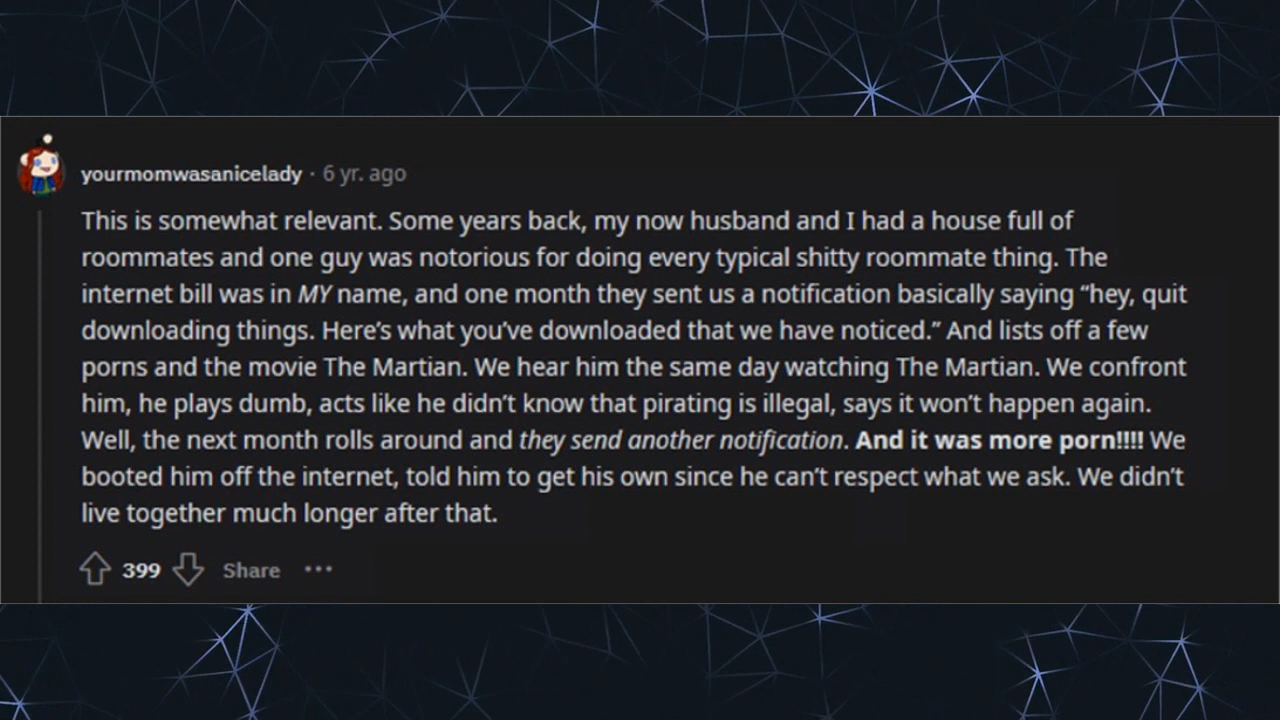 yourmomwasanicelady · 6 yr. ago
This is somewhat relevant. Some years back, my now husband and I had a house full of
roommates and one guy was notorious for doing every typical shitty roommate thing. The
internet bill was in MY name, and one month they sent us a notification basically saying “hey, quit
downloading things. Here’s what you’ve downloaded that we have noticed.” And lists off a few
porns and the movie The Martian. We hear him the same day watching The Martian. We confront
him, he plays dumb, acts like he didn’t know that pirating is illegal, says it won’t happen again.
Well, the next month rolls around and they send another notification. And it was more porn!!!! We
booted him off the internet, told him to get his own since he can’t respect what we ask. We didn’t
live together much longer after that.
399 Share ···